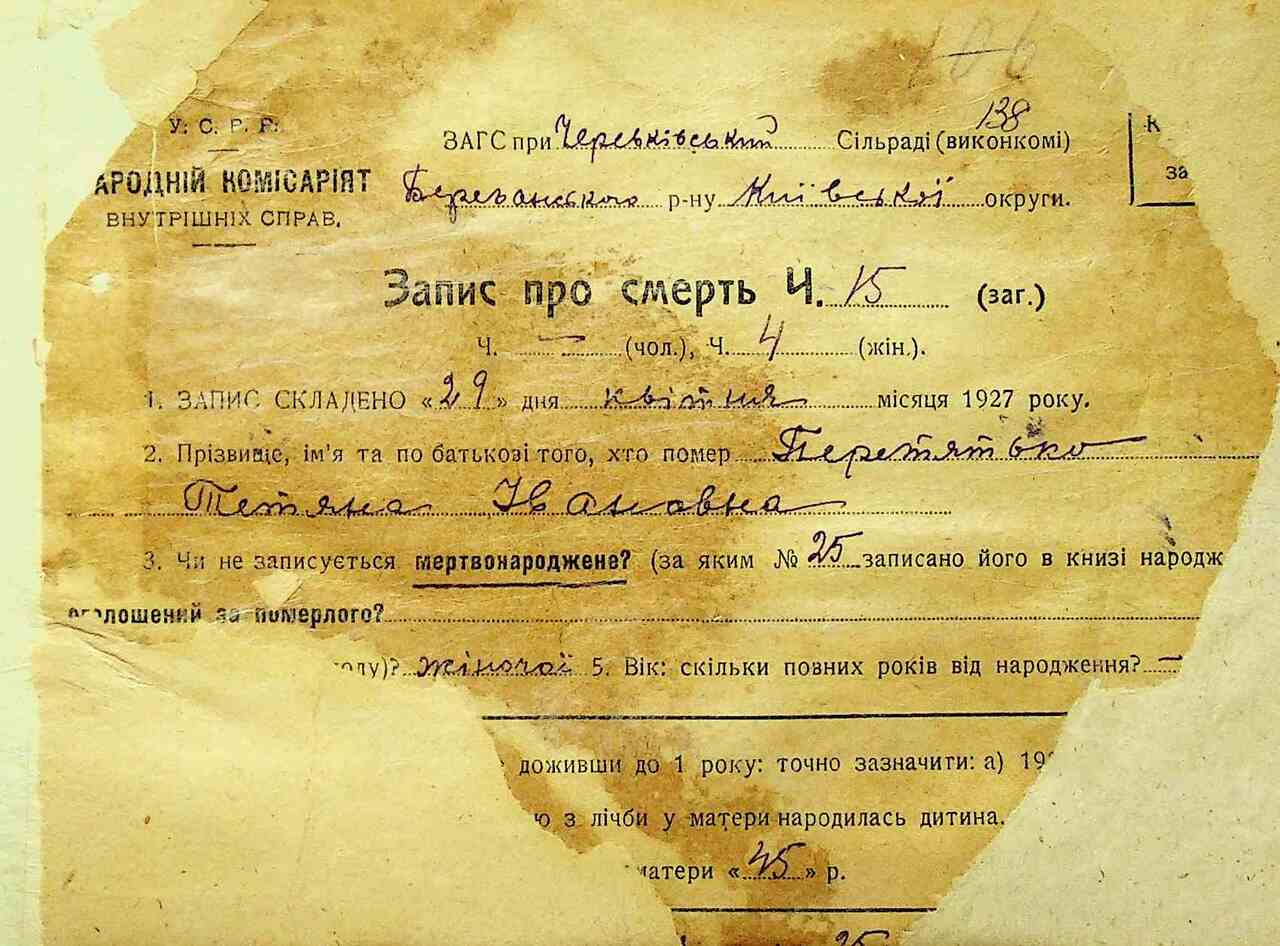 106
138
У. С. Р. Р.
АРОДНІЙ КОМІСАРІЯТ
ВНУТРІШНІХ СПРАВ.
ЗАГС при Сільраді (виконкомі)
Березанського р-ну Київської округи.
К
за
Запис про смерть Ч. 15 (заг.)
Ч. — (чол.), Ч. 4 (жін.).
1. ЗАПИС СКЛАДЕНО «29» дня квітня місяця 1927 року.
2. Прізвище, ім'я та по батькові того, хто помер Перетятько
Тетяна Івановна
3. Чи не записується мертвонароджене? (за яким № 25 записано його в книзі народж
оголошений за померлого?
оду)? жіночої 5. Вік: скільки повних років від народження? —
доживши до 1 року: точно зазначити: а) 19
ю з лічби у матери народилась дитина.
матери «45» р.
25